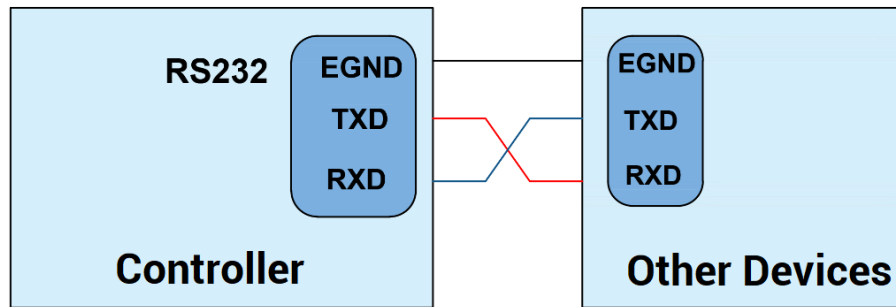 RS232
EGND
TXD
RXD
Controller
EGND
TXD
RXD
Other Devices